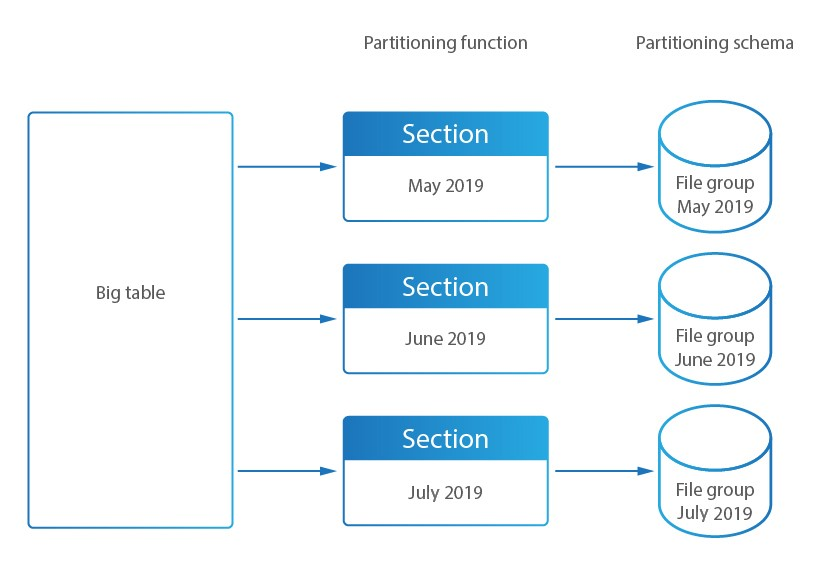 Partitioning function
Partitioning schema
Big table
Section
May 2019
File group
May 2019
Section
June 2019
File group
June 2019
Section
July 2019
File group
July 2019